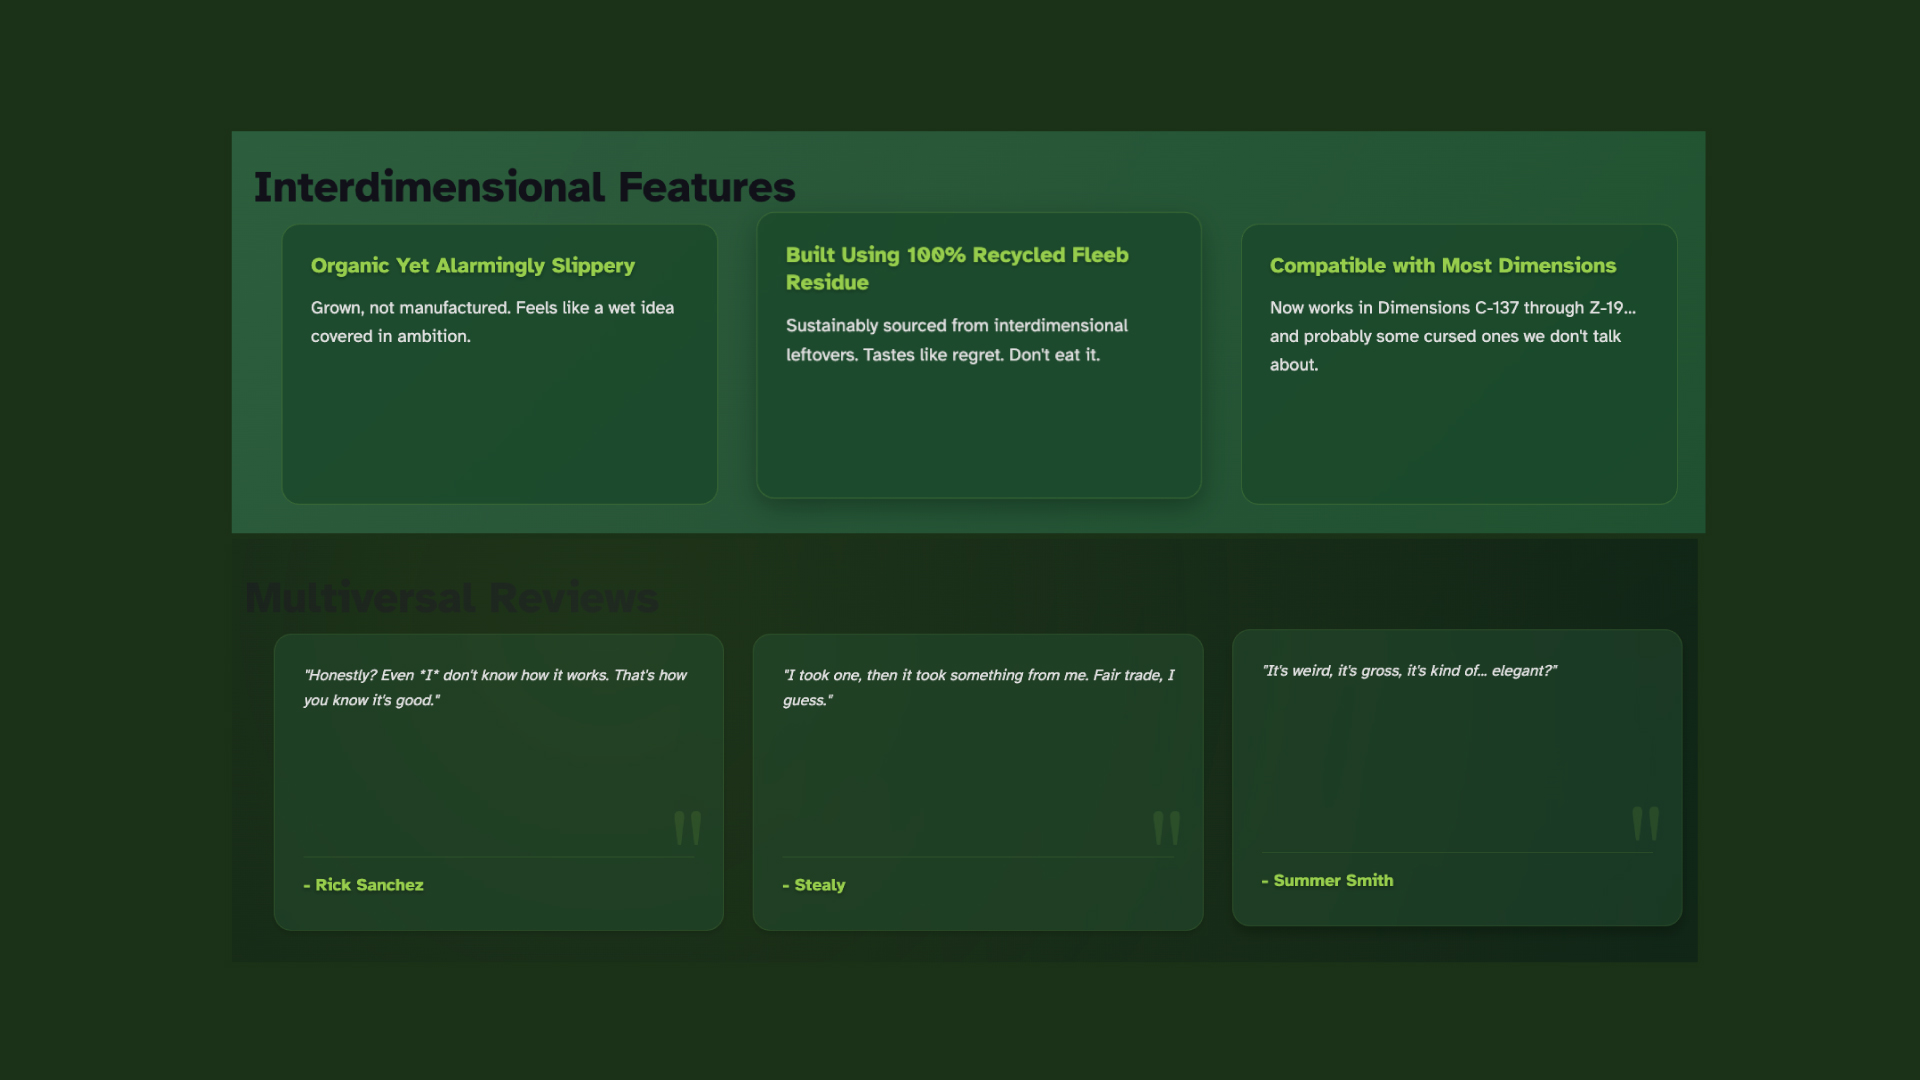 Interdimensional Features
Organic Yet Alarmingly Slippery
Grown, not manufactured. Feels like a wet idea
covered in ambition.
Built Using 100% Recycled Fleeb
Residue
Sustainably sourced from interdimensional
leftovers. Tastes like regret. Don't eat it.
Compatible with Most Dimensions
Now works in Dimensions C-137 through Z-19...
and probably some cursed ones we don't talk
about.
Multiversal Reviews
"Honestly? Even *I* don't know how it works. That's how
you know it's good."
"
- Rick Sanchez
"I took one, then it took something from me. Fair trade, I
guess."
"
- Stealy
"It's weird, it's gross, it's kind of... elegant?"
"
- Summer Smith